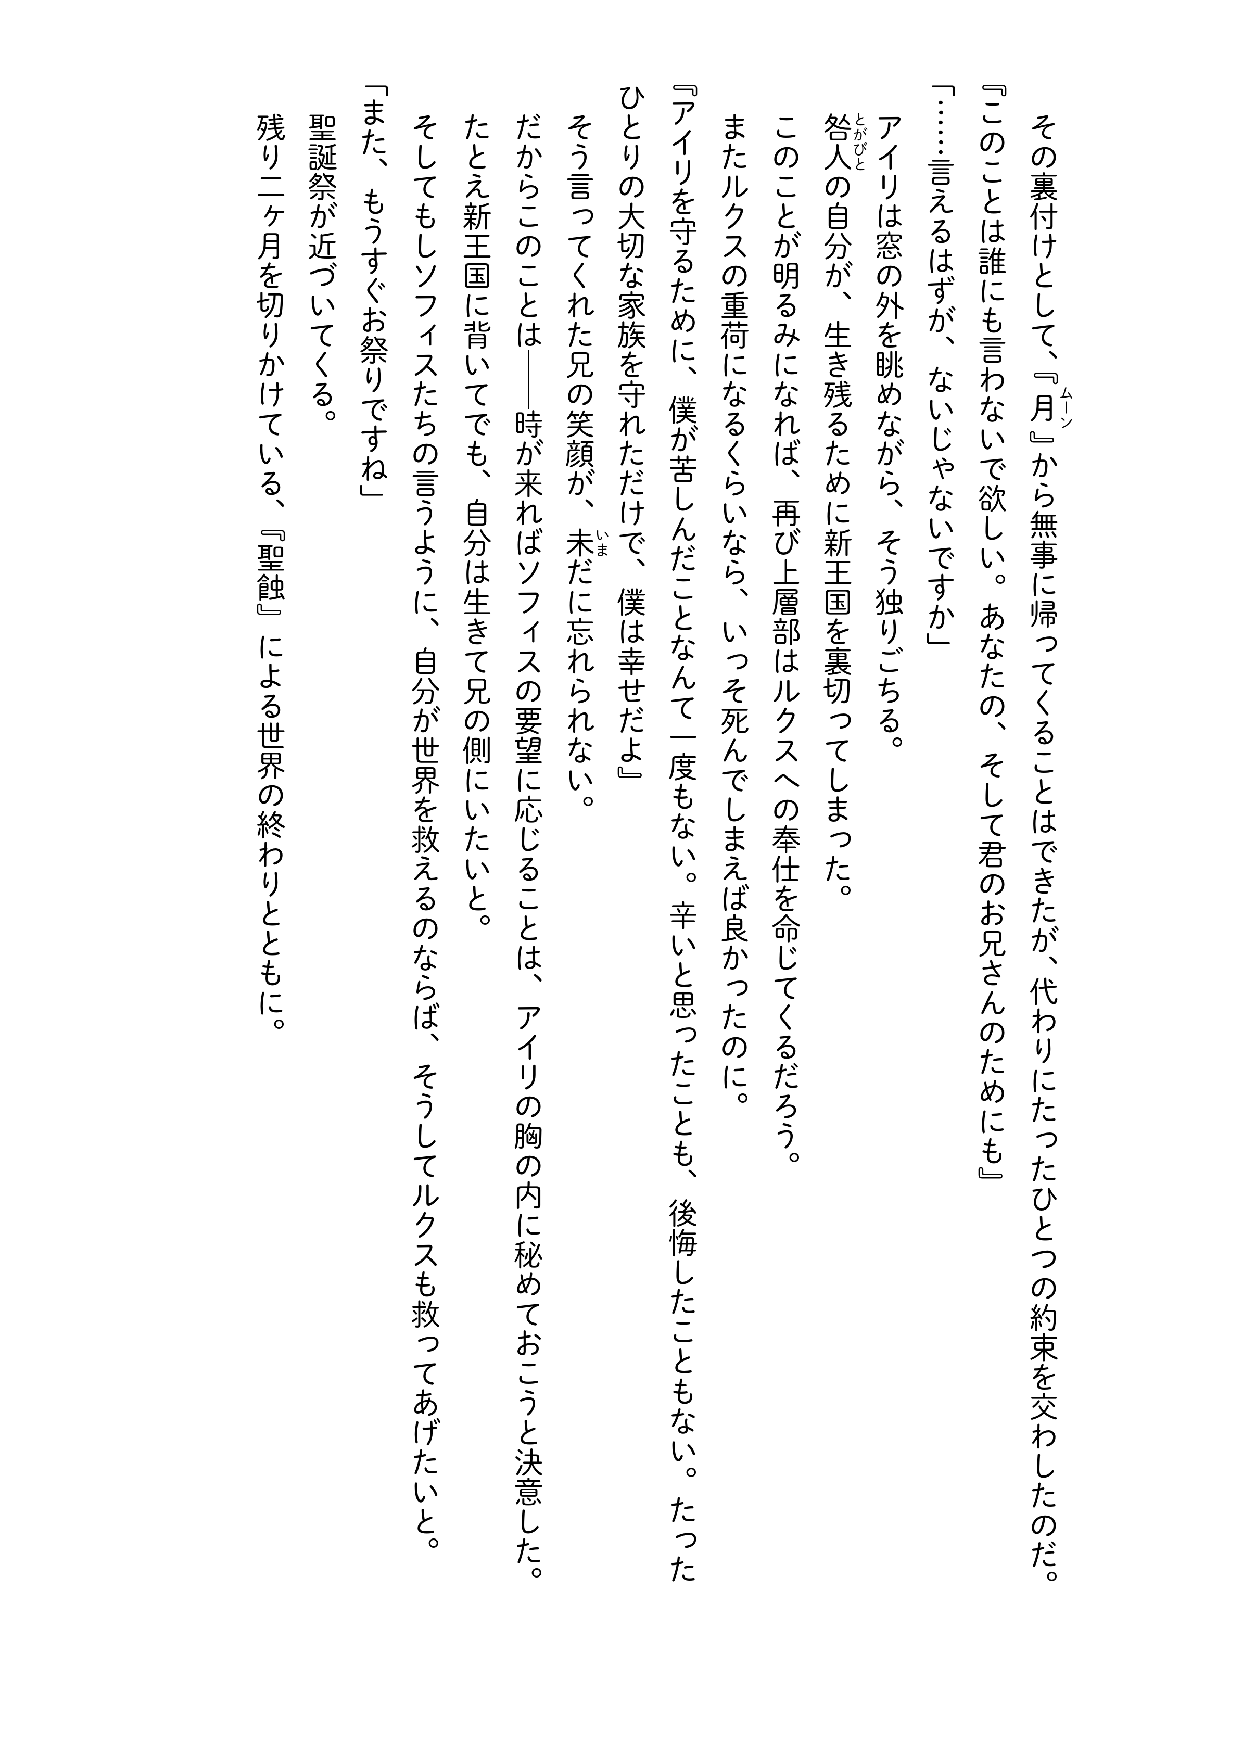 その裏付けとして、『月』から無事に帰ってくることはできたが、代わりにたったひとつの約束を交わしたのだ。
『このことは誰にも言わないで欲しい。あなたの、そして君のお兄さんのためにも』
「……言えるはずが、ないじゃないですか」
アイリは窓の外を眺めながら、そう独りごちる。
咎人の自分が、生き残るために新王国を裏切ってしまった。
このことが明るみになれば、再び上層部はルクスへの奉仕を命じてくるだろう。
またルクスの重荷になるくらいなら、いっそ死んでしまえば良かったのに。
『アイリを守るために、僕が苦しんだことなんて一度もない。辛いと思ったことも、後悔したこともない。たった
ひとりの大切な家族を守れただけで、僕は幸せだよ』
そう言ってくれた兄の笑顔が、未だに忘れられない。
だからこのことは――時が来ればソフィスの要望に応じることは、アイリの胸の内に秘めておこうと決意した。
たとえ新王国に背いてでも、自分は生きて兄の側にいたいと。
そしてもしソフィスたちの言うように、自分が世界を救えるのならば、そうしてルクスも救ってあげたいと。
「また、もうすぐお祭りですね」
聖誕祭が近づいてくる。
残り二ヶ月を切りかけている、『聖蝕』による世界の終わりとともに。